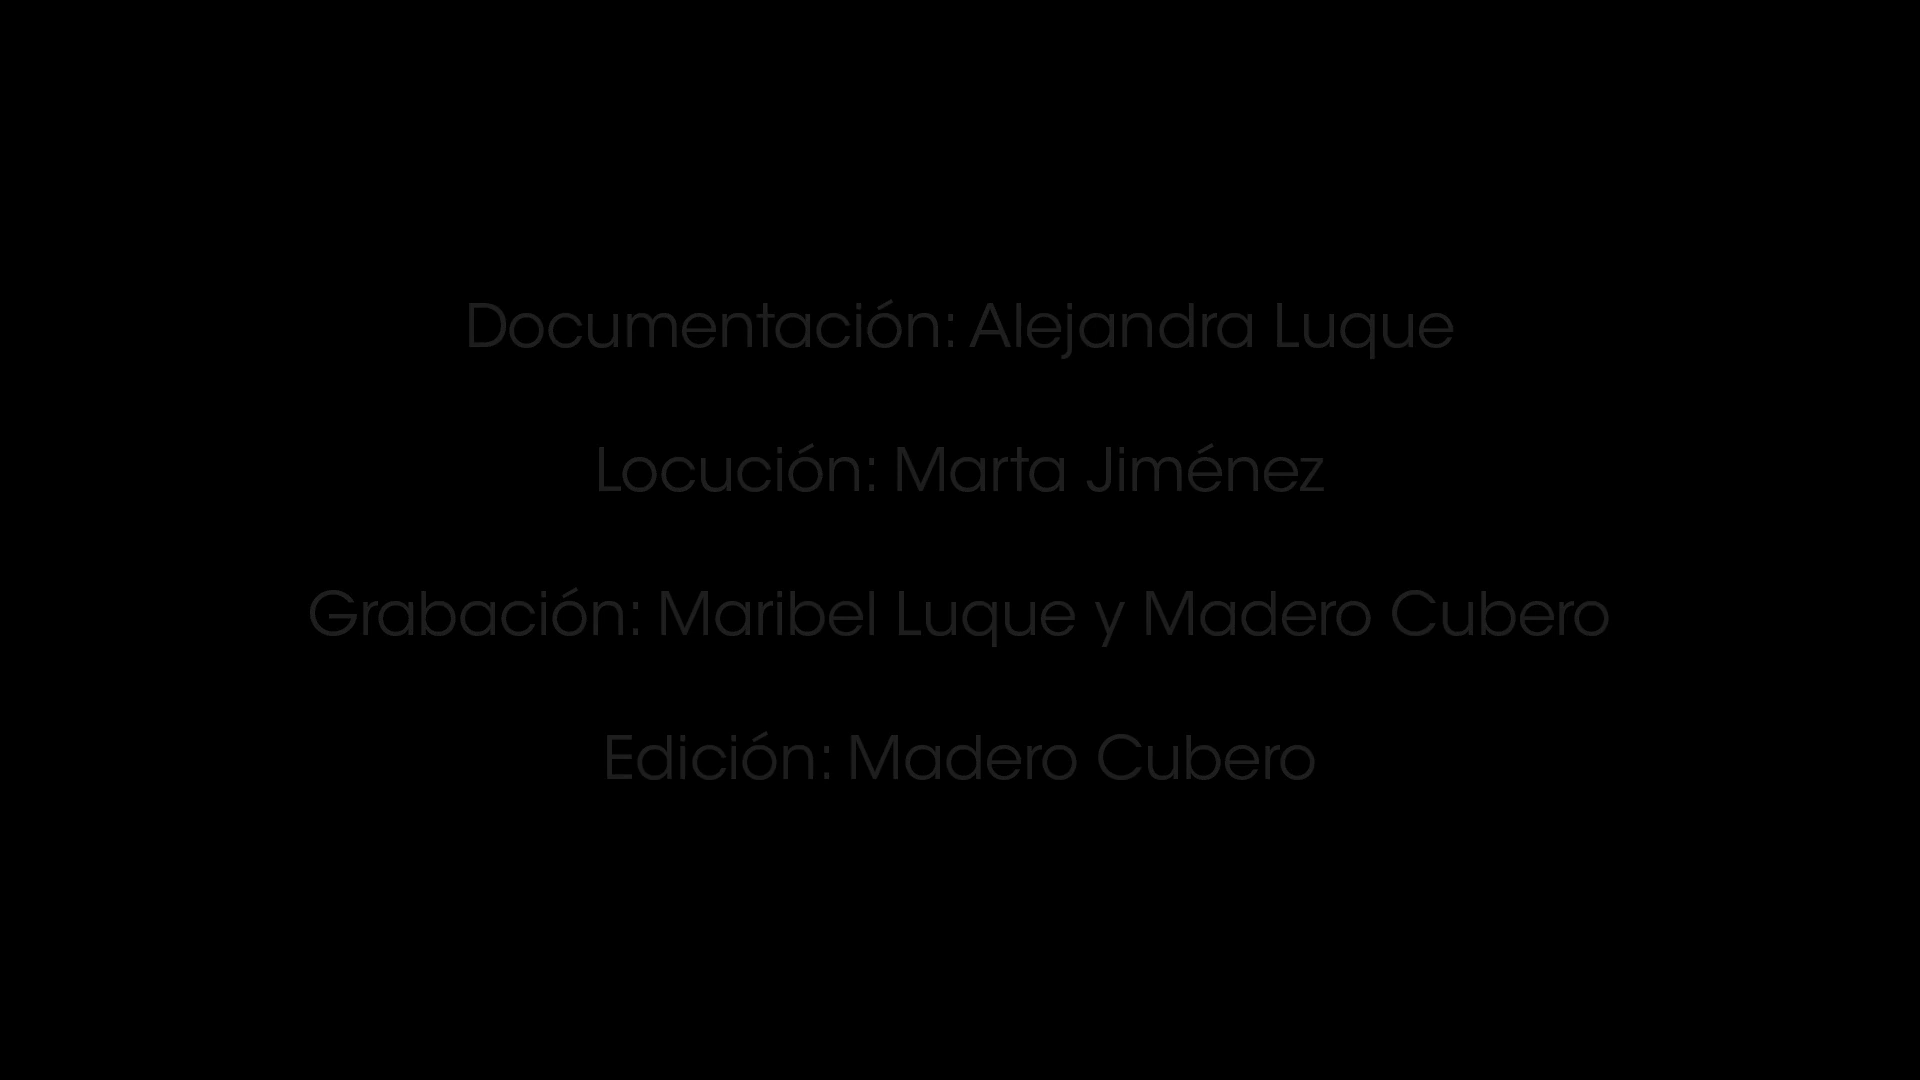 Documentación: Alejandra Luque
Locución: Marta Jiménez
Grabación: Maribel Luque y Madero Cubero
Edición: Madero Cubero